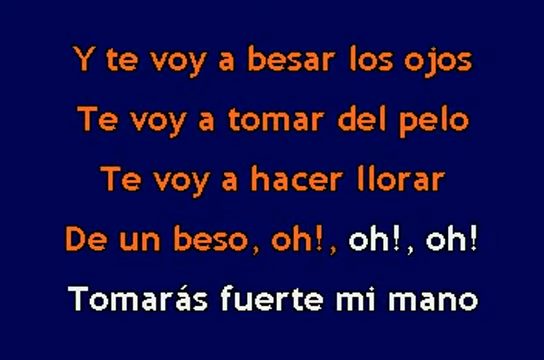 Y te voy a besar los ojos
Te voy a tomar del pelo
Te voy a hacer llorar
De un beso, oh!, oh!, oh!
Tomarás fuerte mi mano